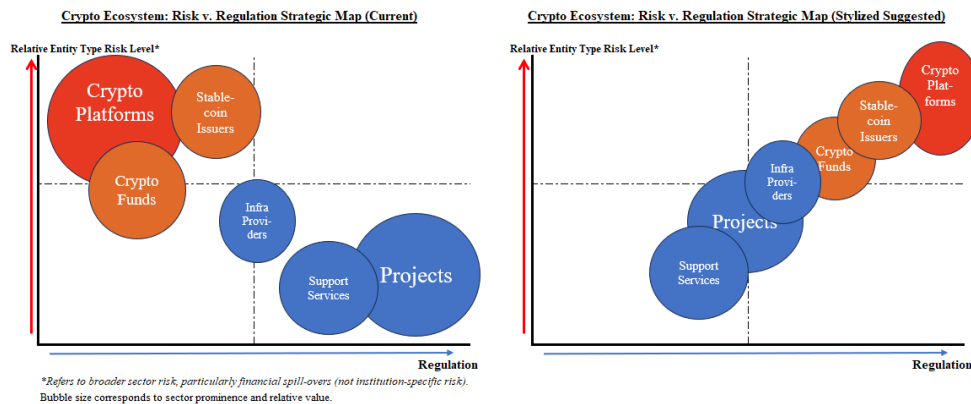 Crypto Ecosystem: Risk v. Regulation Strategic Map (Current)
Relative Entity Type Risk Level*
Crypto
Platforms
Stable-
coin
Issuers
Crypto
Funds
Infra
Provi-
ders
Support
Services
Projects
Regulation
*Refers to broader sector risk, particularly financial spill-overs (not institution-specific risk).
Bubble size corresponds to sector prominence and relative value.
Crypto Ecosystem: Risk v. Regulation Strategic Map (Stylized Suggested)
Relative Entity Type Risk Level*
Crypto
Plat-
forms
Stable-
coin
Issuers
Crypto
Funds
Infra
Provi-
ders
Projects
Support
Services
Regulation